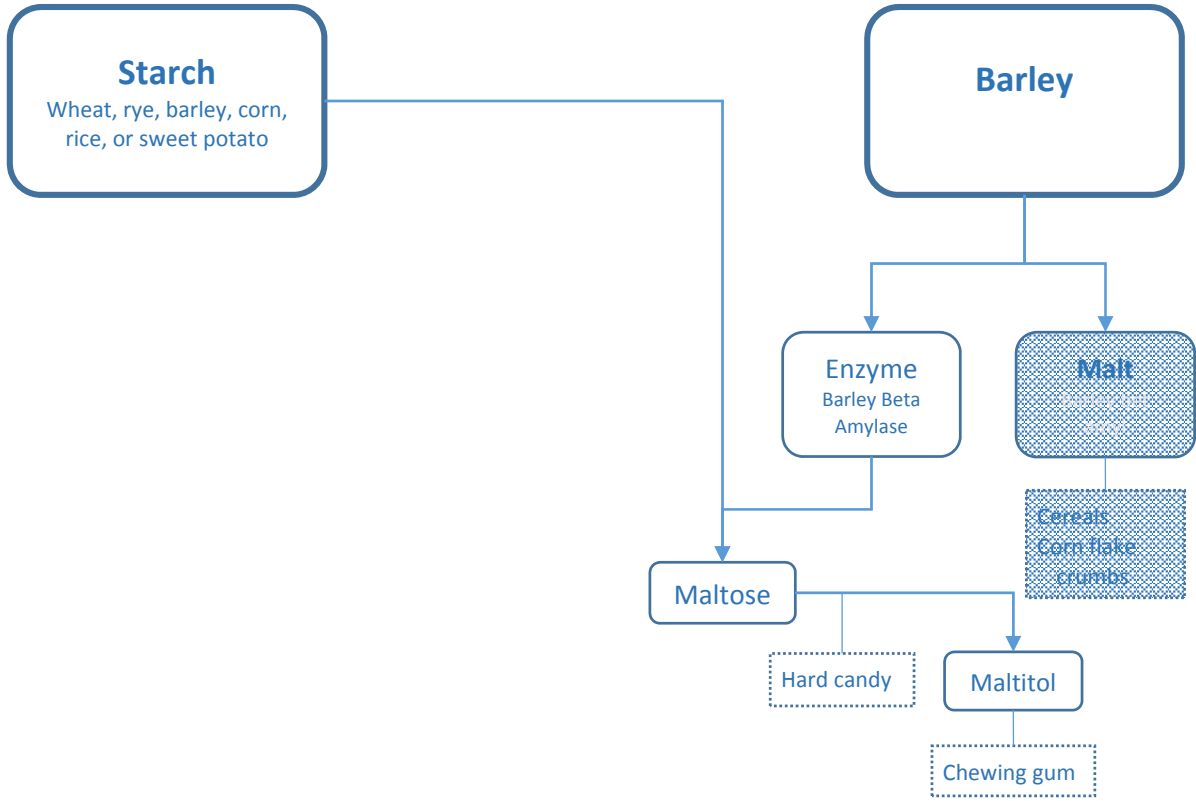 Starch
Wheat, rye, barley, corn,
rice, or sweet potato
Barley
Enzyme
Barley Beta
Amylase
Malt
Cereals
Corn flake
crumbs
Maltose
Hard candy
Maltitol
Chewing gum